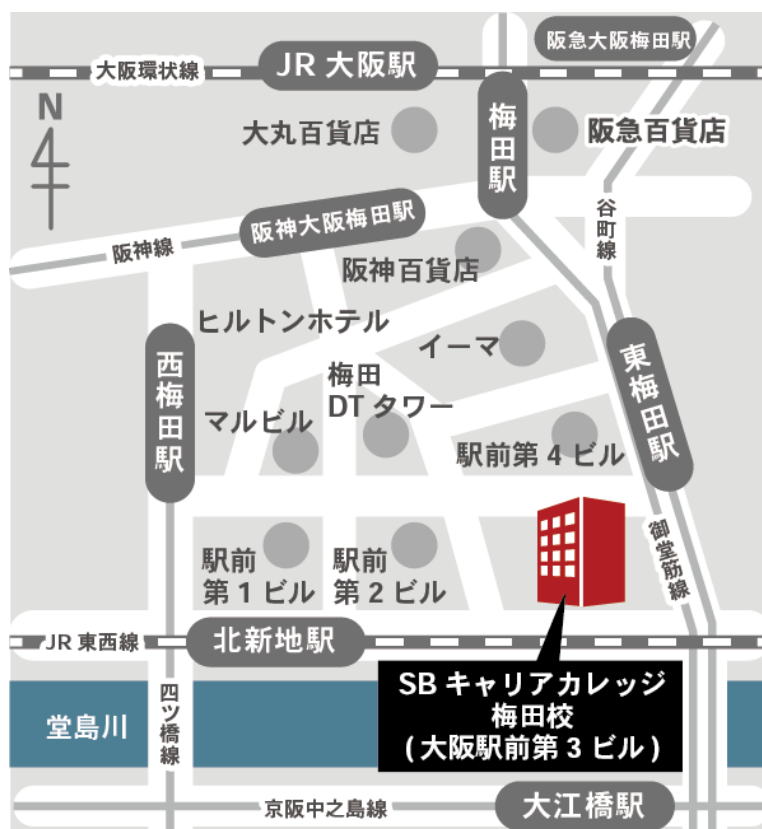 阪急大阪梅田駅
大阪環状線
JR 大阪駅
N
大丸百貨店
梅田駅
阪急百貨店
谷町線
阪神線
阪神大阪梅田駅
阪神百貨店
ヒルトンホテル
イーマ
西梅田駅
梅田
DT タワー
東梅田駅
マルビル
駅前第 4 ビル
御堂筋線
駅前
第 1 ビル
駅前
第 2 ビル
JR 東西線
北新地駅
SB キャリアカレッジ
梅田校
( 大阪駅前第 3 ビル )
堂島川
四ツ橋線
京阪中之島線
大江橋駅